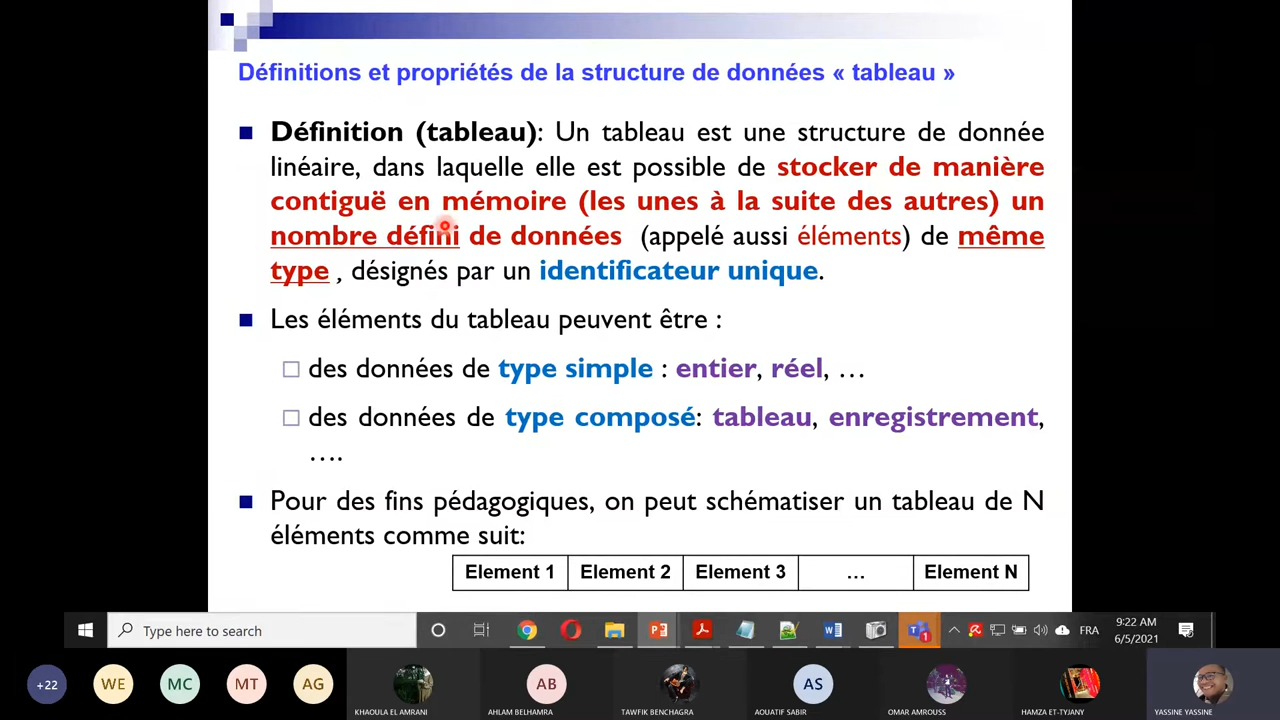 Définitions et propriétés de la structure de données « tableau »
Définition (tableau): Un tableau est une structure de donnée
linéaire, dans laquelle elle est possible de stocker de manière
contiguë en mémoire (les unes à la suite des autres) un
nombre défini de données (appelé aussi éléments) de même
type , désignés par un identificateur unique.
Les éléments du tableau peuvent être :
des données de type simple : entier, réel, …
des données de type composé: tableau, enregistrement,
….
Pour des fins pédagogiques, on peut schématiser un tableau de N
éléments comme suit:
Element 1 Element 2 Element 3 … Element N
Type here to search
FRA
9:22 AM
6/5/2021
+22 WE MC MT AG AB AS
KHAOULA EL AMRANI AHLAM BELHAMRA TAWFIK BENCHAGRA AOUATIF SABIR OMAR AMROUSS HAMZA ET-TYJANY YASSINE YASSINE